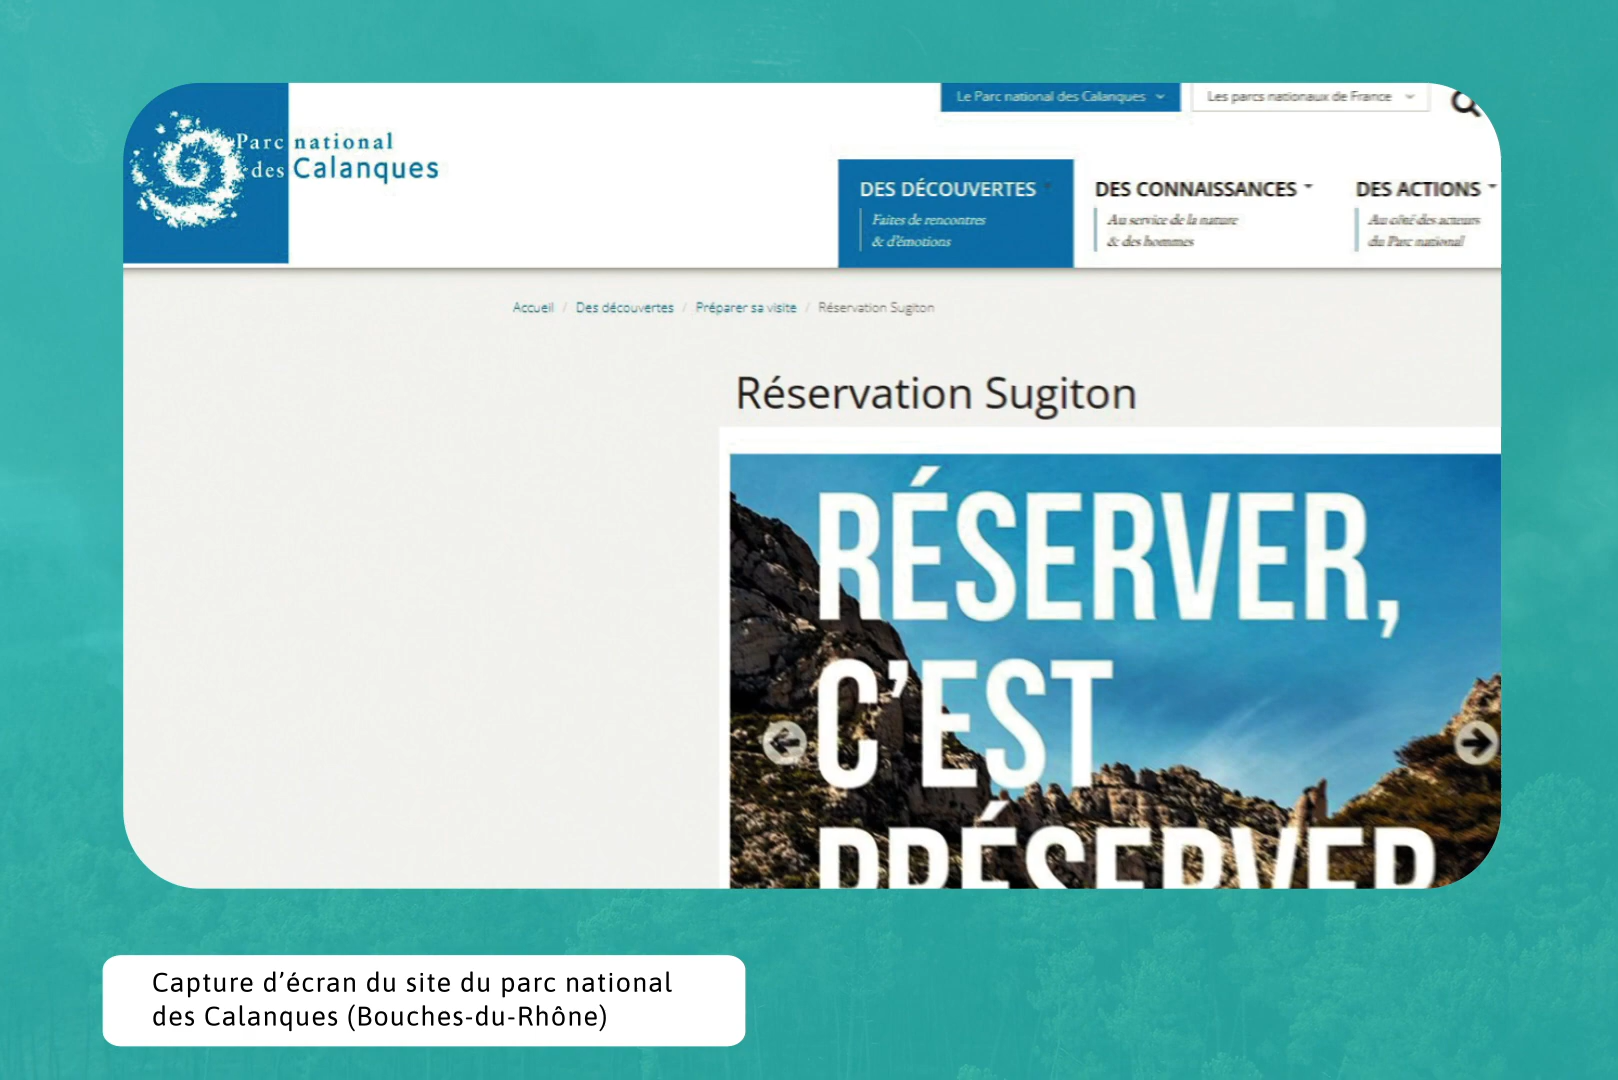 Le Parc national des Calanques
Les parcs nationaux de France
Parc national
des Calanques
DES DÉCOUVERTES
Faites de rencontres
& d'émotions
DES CONNAISSANCES
Au service de la nature
& des hommes
DES ACTIONS
Au côté des acteurs
du Parc national
Accueil / Des découvertes / Préparer sa visite / Réservation Sugiton
Réservation Sugiton
RÉSERVER,
C'EST
PRÉSERVER
Capture d'écran du site du parc national
des Calanques (Bouches-du-Rhône)